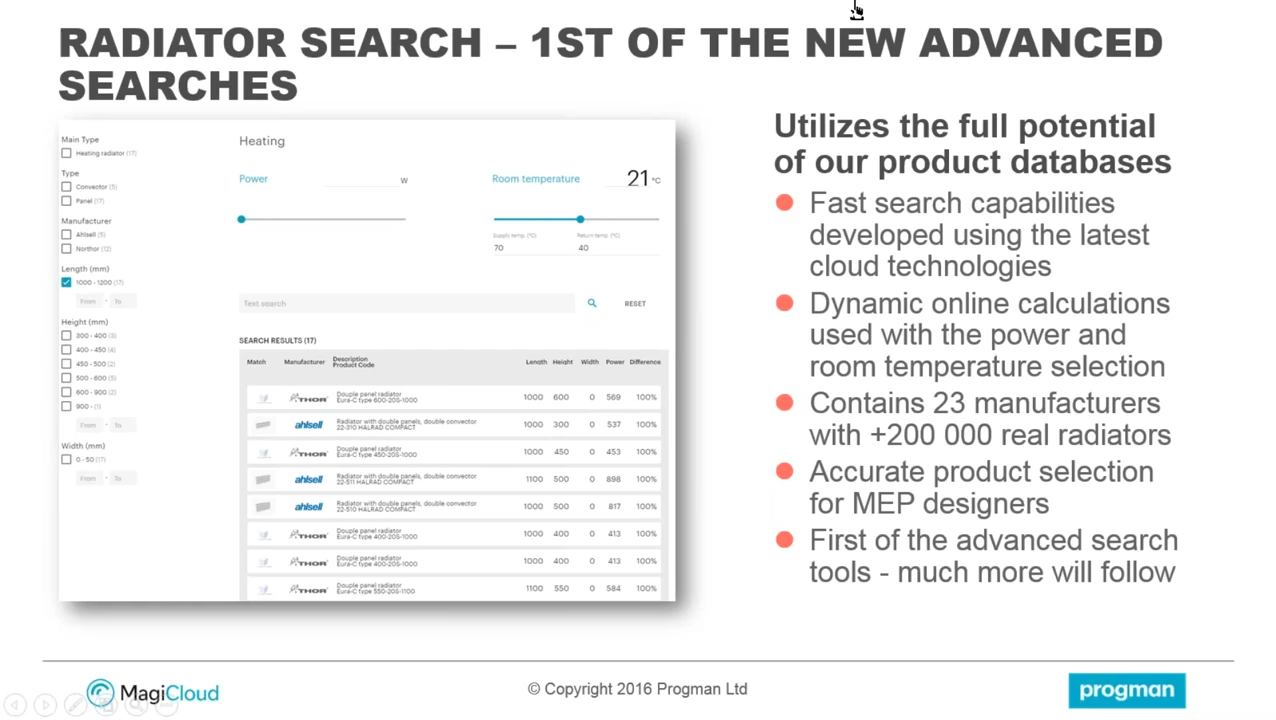 RADIATOR SEARCH – 1ST OF THE NEW ADVANCED
SEARCHES
Main Type
Heating radiator (17)
Type
Convector (5)
Panel (17)
Manufacturer
Ahlsell (5)
Northor (12)
Length (mm)
1000 - 1200 (17)
From - To
Height (mm)
300 - 400 (3)
400 - 450 (4)
450 - 500 (2)
500 - 600 (5)
600 - 900 (2)
900 - (1)
From - To
Width (mm)
0 - 50 (17)
From - To
Heating
Power W
Room temperature 21 °C
Supply temp. (°C) Return temp. (°C)
70 40
Text search RESET
SEARCH RESULTS (17)
Match Manufacturer Description Product Code Length Height Width Power Difference
THOR Douple panel radiator 1000 600 0 569 100%
Eura-C type 600-20S-1000
ahlsell Radiator with double panels, double convector 1000 300 0 537 100%
22-310 HALRAD COMPACT
THOR Douple panel radiator 1000 450 0 453 100%
Eura-C type 450-20S-1000
ahlsell Radiator with double panels, double convector 1100 500 0 898 100%
22-511 HALRAD COMPACT
ahlsell Radiator with double panels, double convector 1000 500 0 817 100%
22-510 HALRAD COMPACT
THOR Douple panel radiator 1000 400 0 413 100%
Eura-C type 400-20S-1000
THOR Douple panel radiator 1000 400 0 413 100%
Eura-C type 400-20S-1000
THOR Douple panel radiator 1100 550 0 584 100%
Eura-C type 550-20S-1100
Utilizes the full potential
of our product databases
Fast search capabilities
developed using the latest
cloud technologies
Dynamic online calculations
used with the power and
room temperature selection
Contains 23 manufacturers
with +200 000 real radiators
Accurate product selection
for MEP designers
First of the advanced search
tools - much more will follow
MagiCloud
© Copyright 2016 Progman Ltd
progman